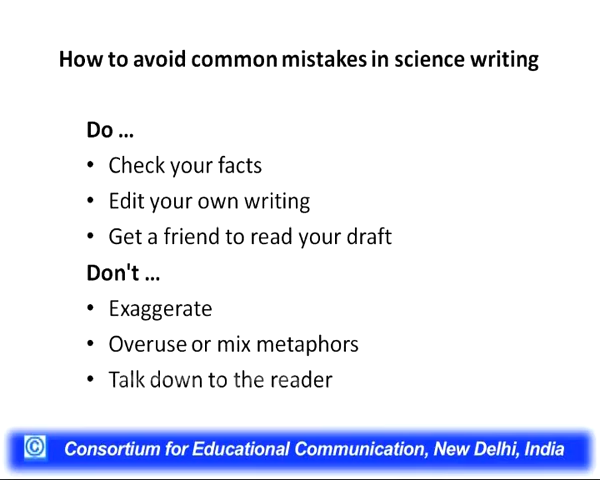 How to avoid common mistakes in science writing
Do ...
• Check your facts
• Edit your own writing
• Get a friend to read your draft
Don't ...
• Exaggerate
• Overuse or mix metaphors
• Talk down to the reader
© Consortium for Educational Communication, New Delhi, India